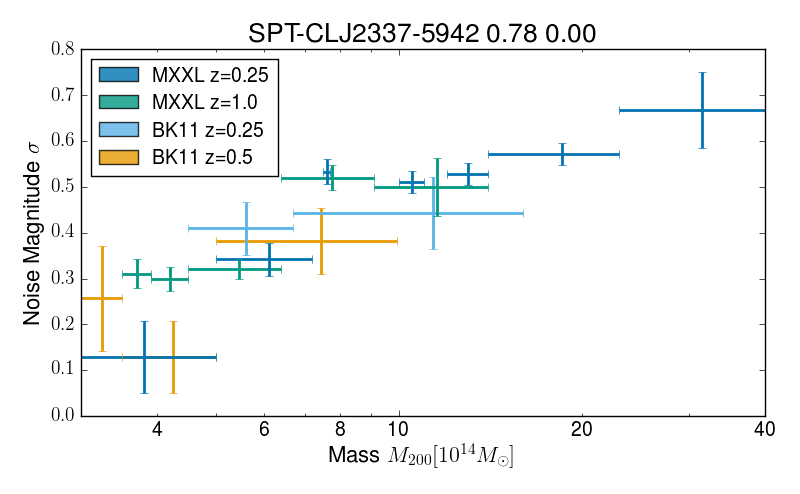 SPT-CLJ2337-5942 0.78 0.00
0.8
0.7
0.6
0.5
0.4
0.3
0.2
0.1
0.0
Noise Magnitude σ
MXXL z=0.25
MXXL z=1.0
BK11 z=0.25
BK11 z=0.5
4 6 8 10 20 40
Mass M₂₀₀[10¹⁴M☉]